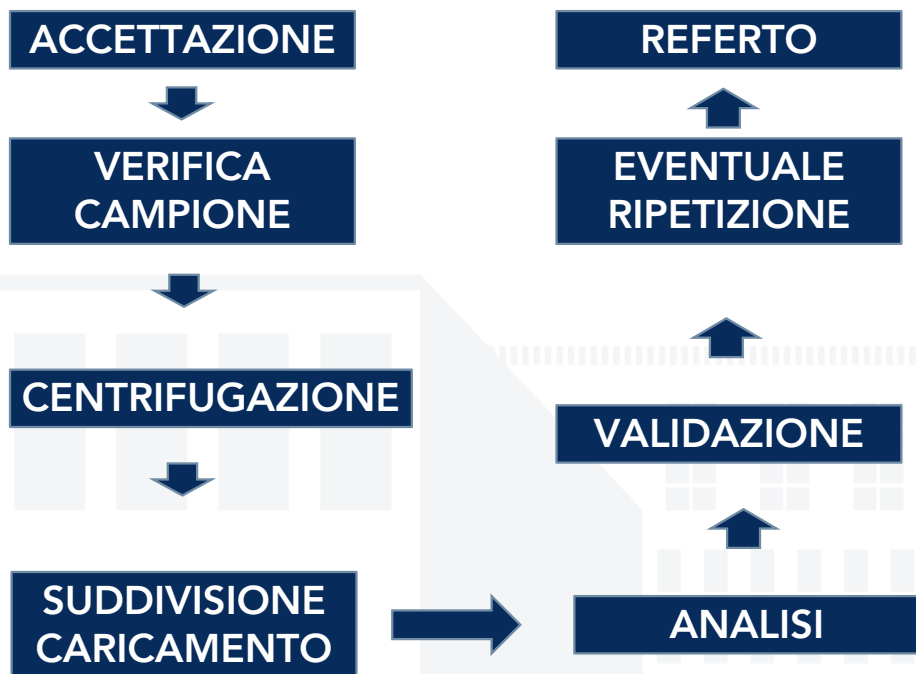 ACCETTAZIONE
VERIFICA
CAMPIONE
CENTRIFUGAZIONE
SUDDIVISIONE
CARICAMENTO
ANALISI
VALIDAZIONE
EVENTUALE
RIPETIZIONE
REFERTO